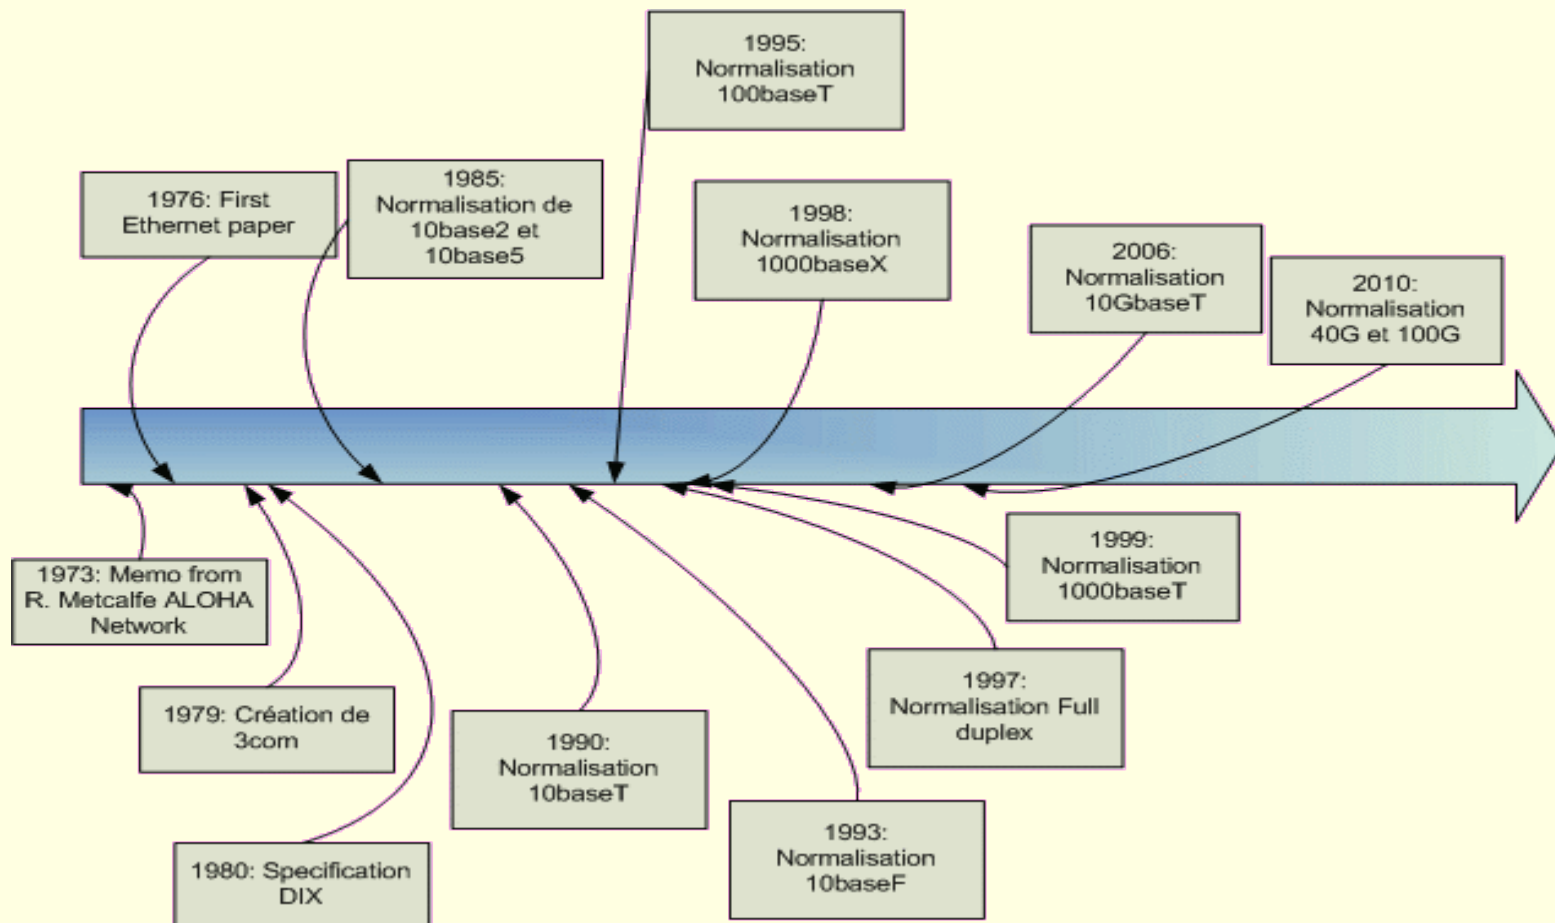 1995:
Normalisation
100baseT
1976: First
Ethernet paper
1985:
Normalisation de
10base2 et
10base5
1998:
Normalisation
1000baseX
2006:
Normalisation
10GbaseT
2010:
Normalisation
40G et 100G
1973: Memo from
R. Metcalfe ALOHA
Network
1999:
Normalisation
1000baseT
1979: Création de
3com
1990:
Normalisation
10baseT
1997:
Normalisation Full
duplex
1980: Specification
DIX
1993:
Normalisation
10baseF